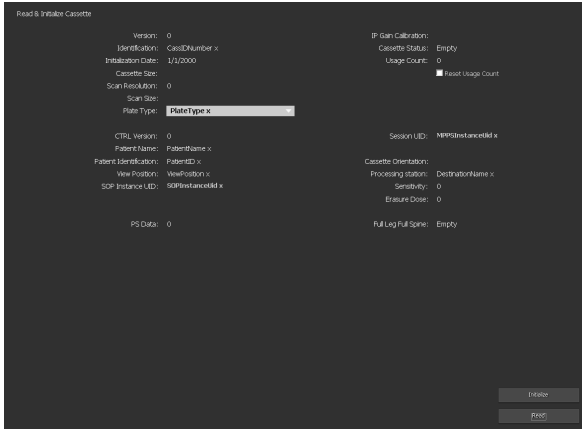 Read & Initialize Cassette
Version: 0 IP Gain Calibration:
Identification: CassIDNumber x Cassette Status: Empty
Initialization Date: 1/1/2000 Usage Count: 0
Cassette Size: Reset Usage Count
Scan Resolution: 0
Scan Size:
Plate Type: PlateType x
CTRL Version: 0 Session UID: MPPSInstanceUid x
Patient Name: PatientName x
Patient Identification: PatientID x Cassette Orientation:
View Position: ViewPosition x Processing station: DestinationName x
SOP Instance UID: SOPInstanceUid x Sensitivity: 0
Erasure Dose: 0
PS Data: 0 Full Leg Full Spine: Empty
Initialize
Read